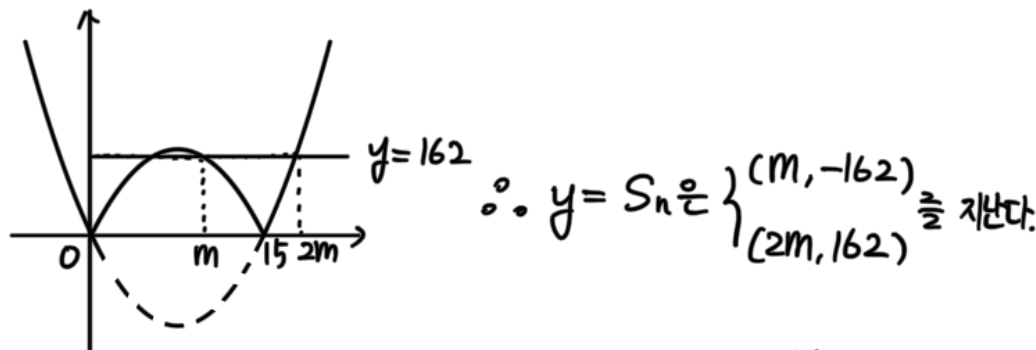 y=162
∴ y = Sₙ은 { (m, -162)
(2m, 162) 를 지난다.
0 m 15 2m